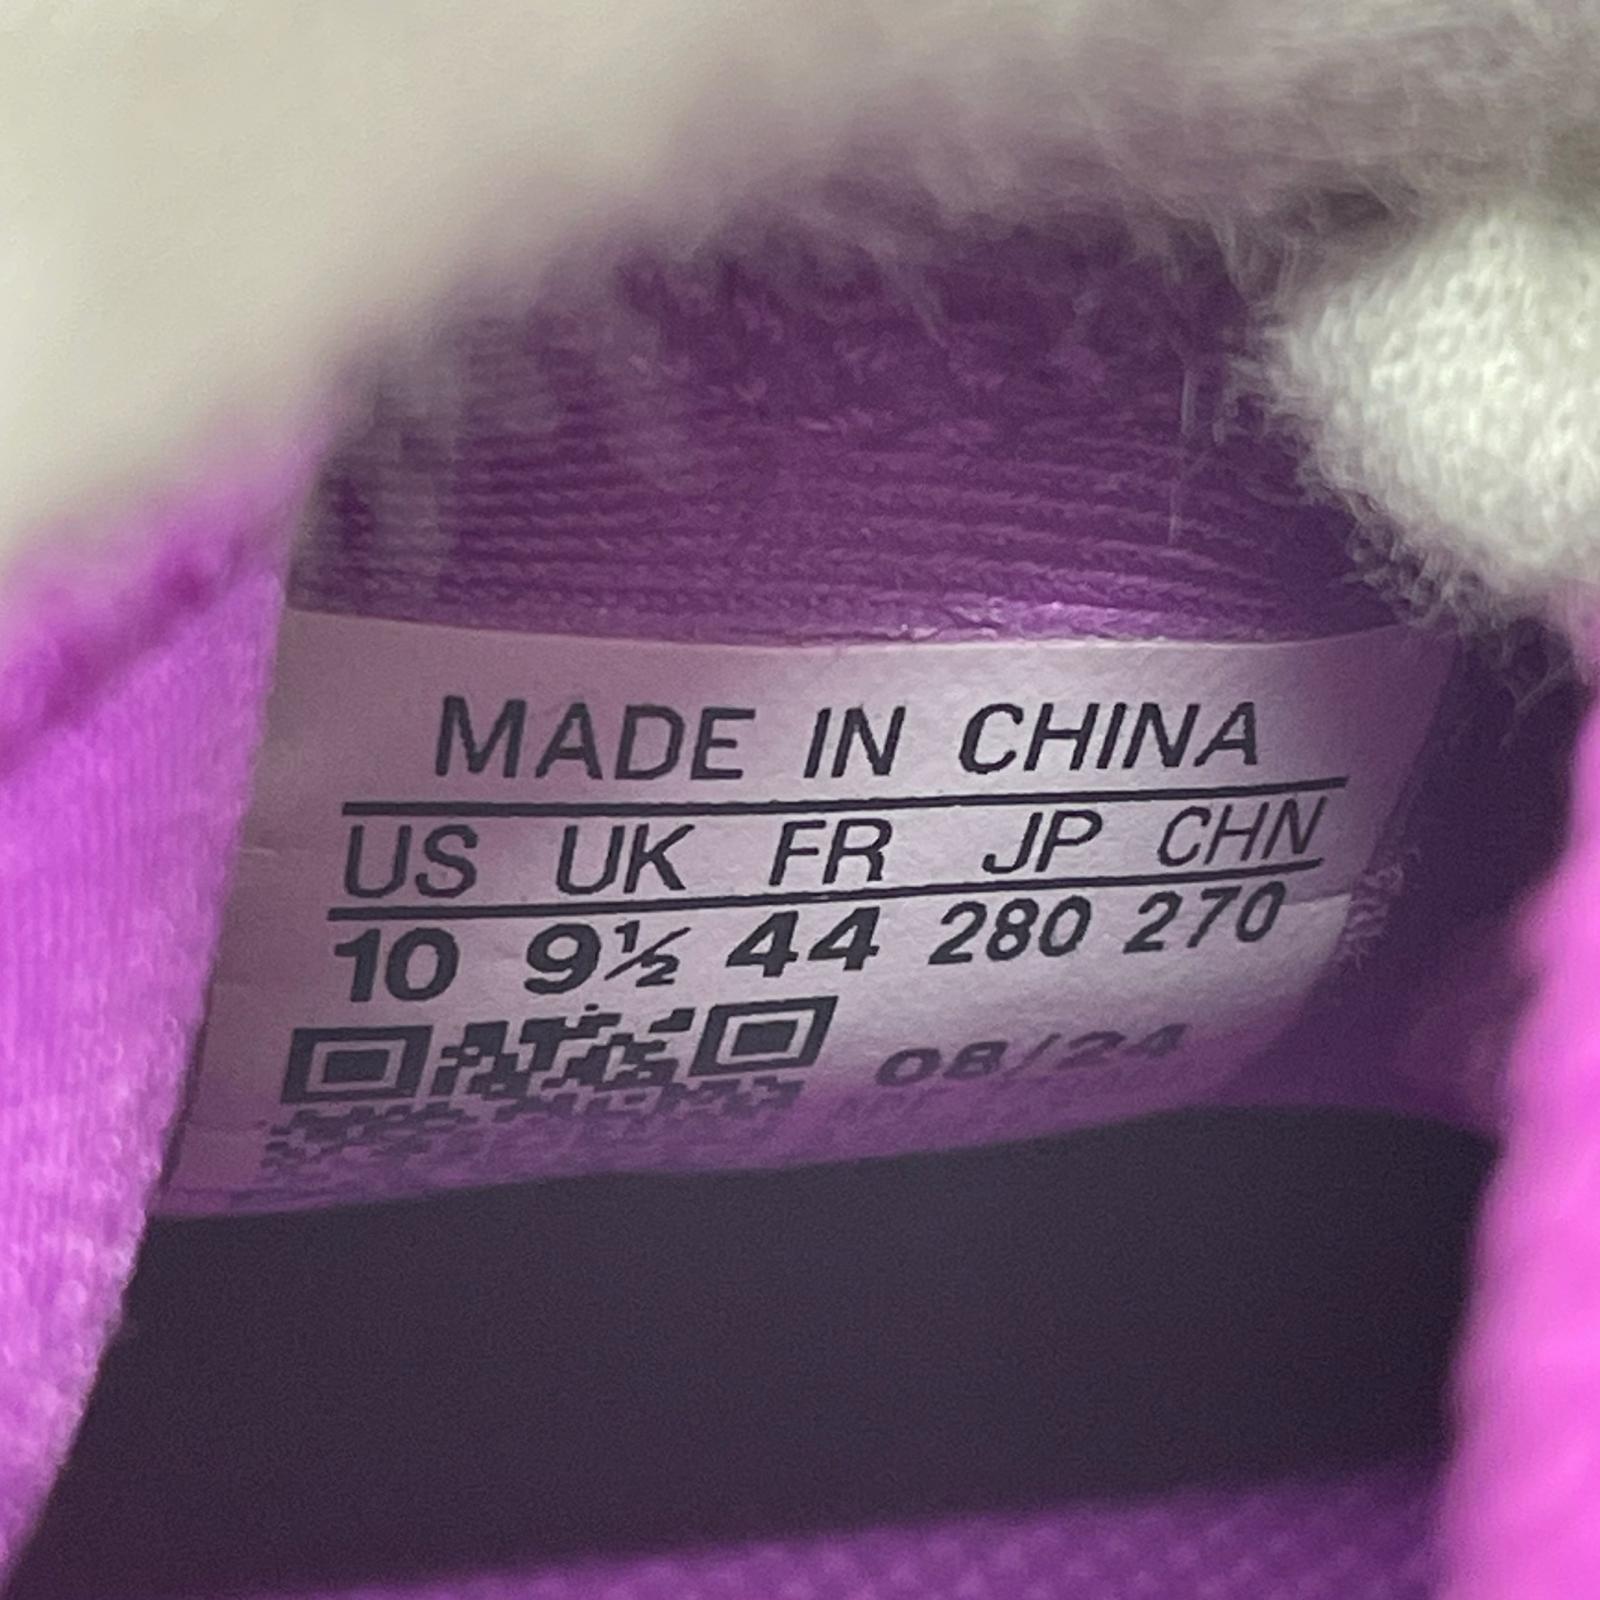 MADE IN CHINA
US UK FR JP CHN
10 9½ 44 280 270
08/24